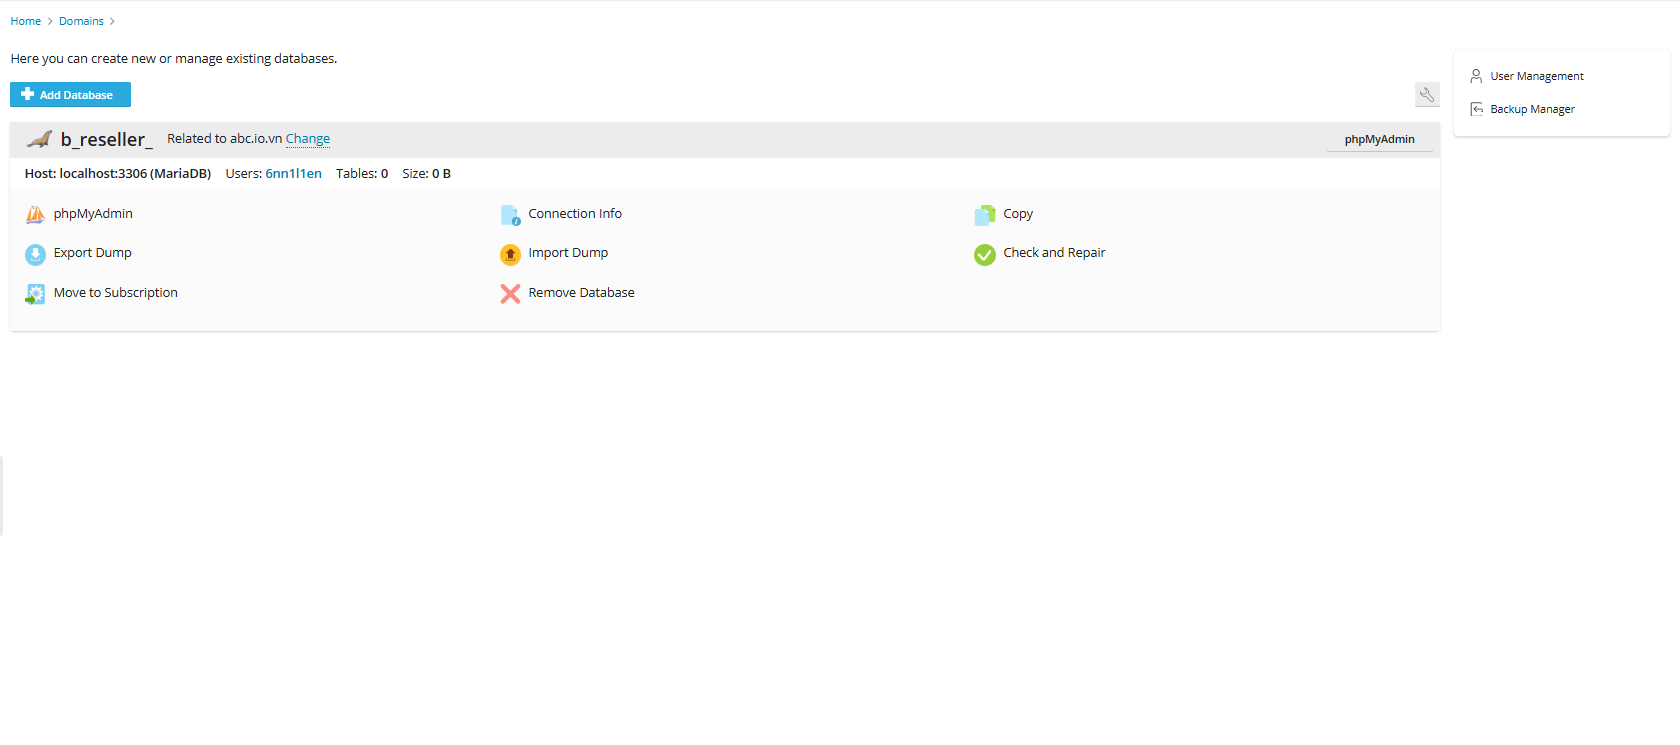 Home > Domains >
Here you can create new or manage existing databases.
Add Database
User Management
Backup Manager
b_reseller_ Related to abc.io.vn Change phpMyAdmin
Host: localhost:3306 (MariaDB) Users: 6nn1l1en Tables: 0 Size: 0 B
phpMyAdmin Connection Info Copy
Export Dump Import Dump Check and Repair
Move to Subscription Remove Database